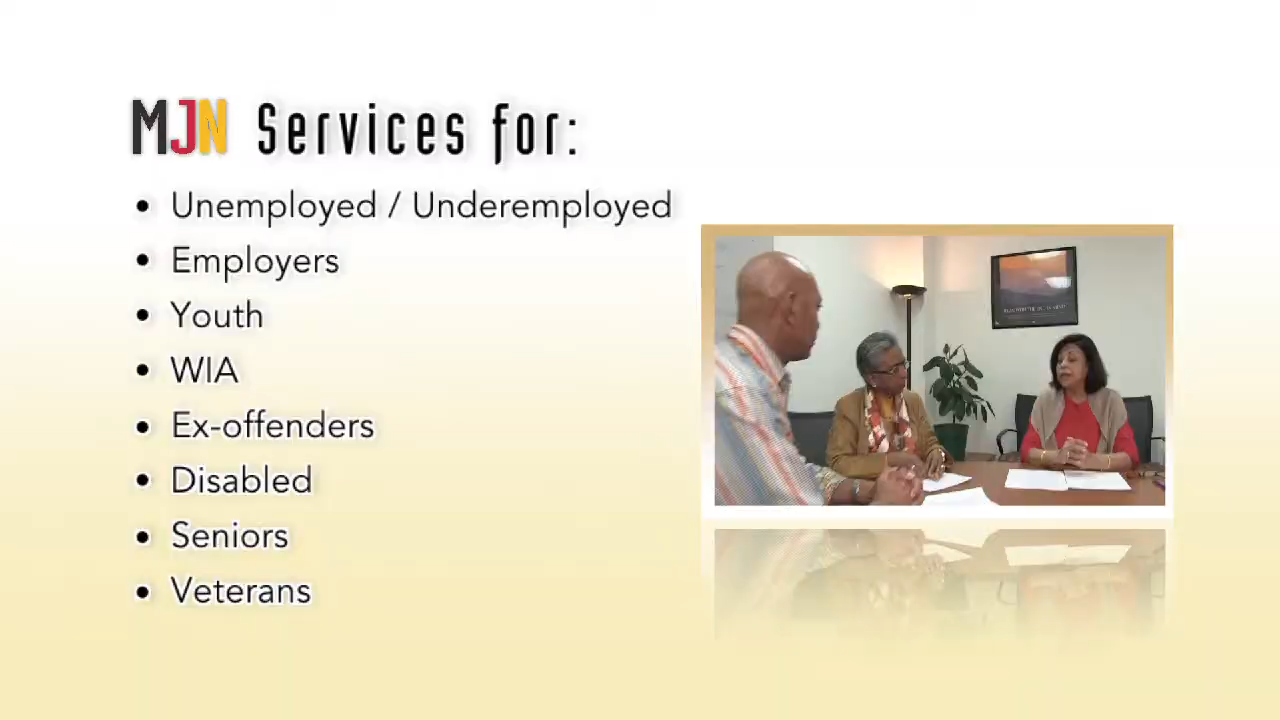 MJN Services for:
• Unemployed / Underemployed
• Employers
• Youth
• WIA
• Ex-offenders
• Disabled
• Seniors
• Veterans